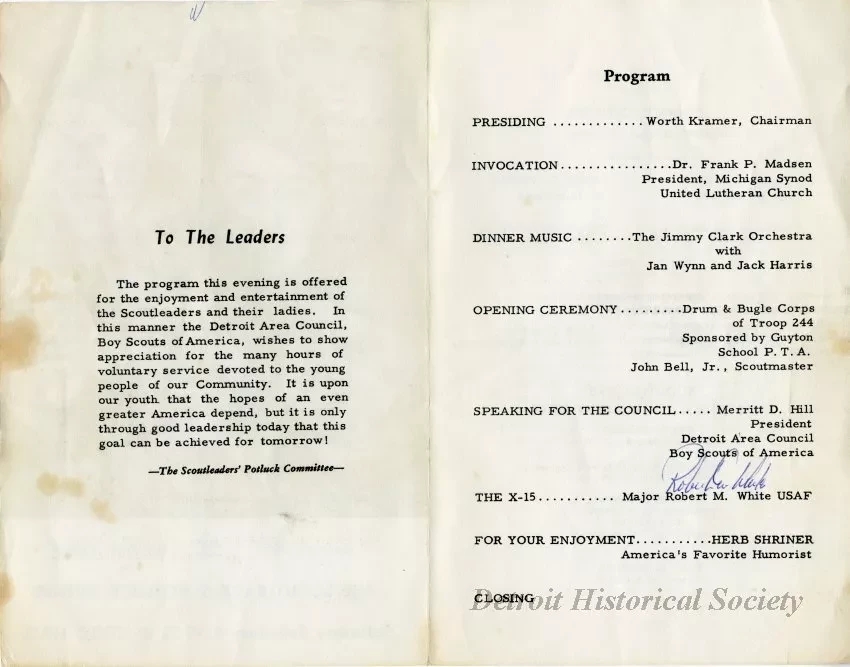 To The Leaders
The program this evening is offered
for the enjoyment and entertainment of
the Scoutleaders and their ladies. In
this manner the Detroit Area Council,
Boy Scouts of America, wishes to show
appreciation for the many hours of
voluntary service devoted to the young
people of our Community. It is upon
our youth that the hopes of an even
greater America depend, but it is only
through good leadership today that this
goal can be achieved for tomorrow!
—The Scoutleaders' Potluck Committee—
Program
PRESIDING .............Worth Kramer, Chairman
INVOCATION................Dr. Frank P. Madsen
President, Michigan Synod
United Lutheran Church
DINNER MUSIC ........The Jimmy Clark Orchestra
with
Jan Wynn and Jack Harris
OPENING CEREMONY.........Drum & Bugle Corps
of Troop 244
Sponsored by Guyton
School P.T.A.
John Bell, Jr., Scoutmaster
SPEAKING FOR THE COUNCIL..... Merritt D. Hill
President
Detroit Area Council
Boy Scouts of America
THE X-15........... Major Robert M. White USAF
FOR YOUR ENJOYMENT...........HERB SHRINER
America's Favorite Humorist
CLOSING
Detroit Historical Society